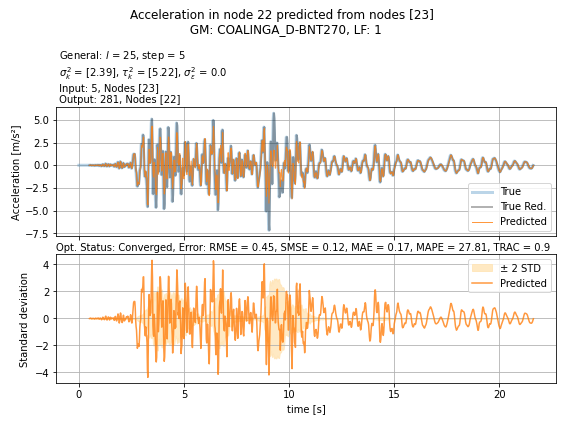 Acceleration in node 22 predicted from nodes [23]
GM: COALINGA_D-BNT270, LF: 1
General: l = 25, step = 5
σ²ₖ = [2.39], τ²ₖ = [5.22], σ²ε = 0.0
Input: 5, Nodes [23]
Output: 281, Nodes [22]
Acceleration [m/s²]
5.0
2.5
0.0
−2.5
−5.0
−7.5
True
True Red.
Predicted
Opt. Status: Converged, Error: RMSE = 0.45, SMSE = 0.12, MAE = 0.17, MAPE = 27.81, TRAC = 0.9
Standard deviation
4
2
0
−2
−4
± 2 STD
Predicted
0 5 10 15 20
time [s]